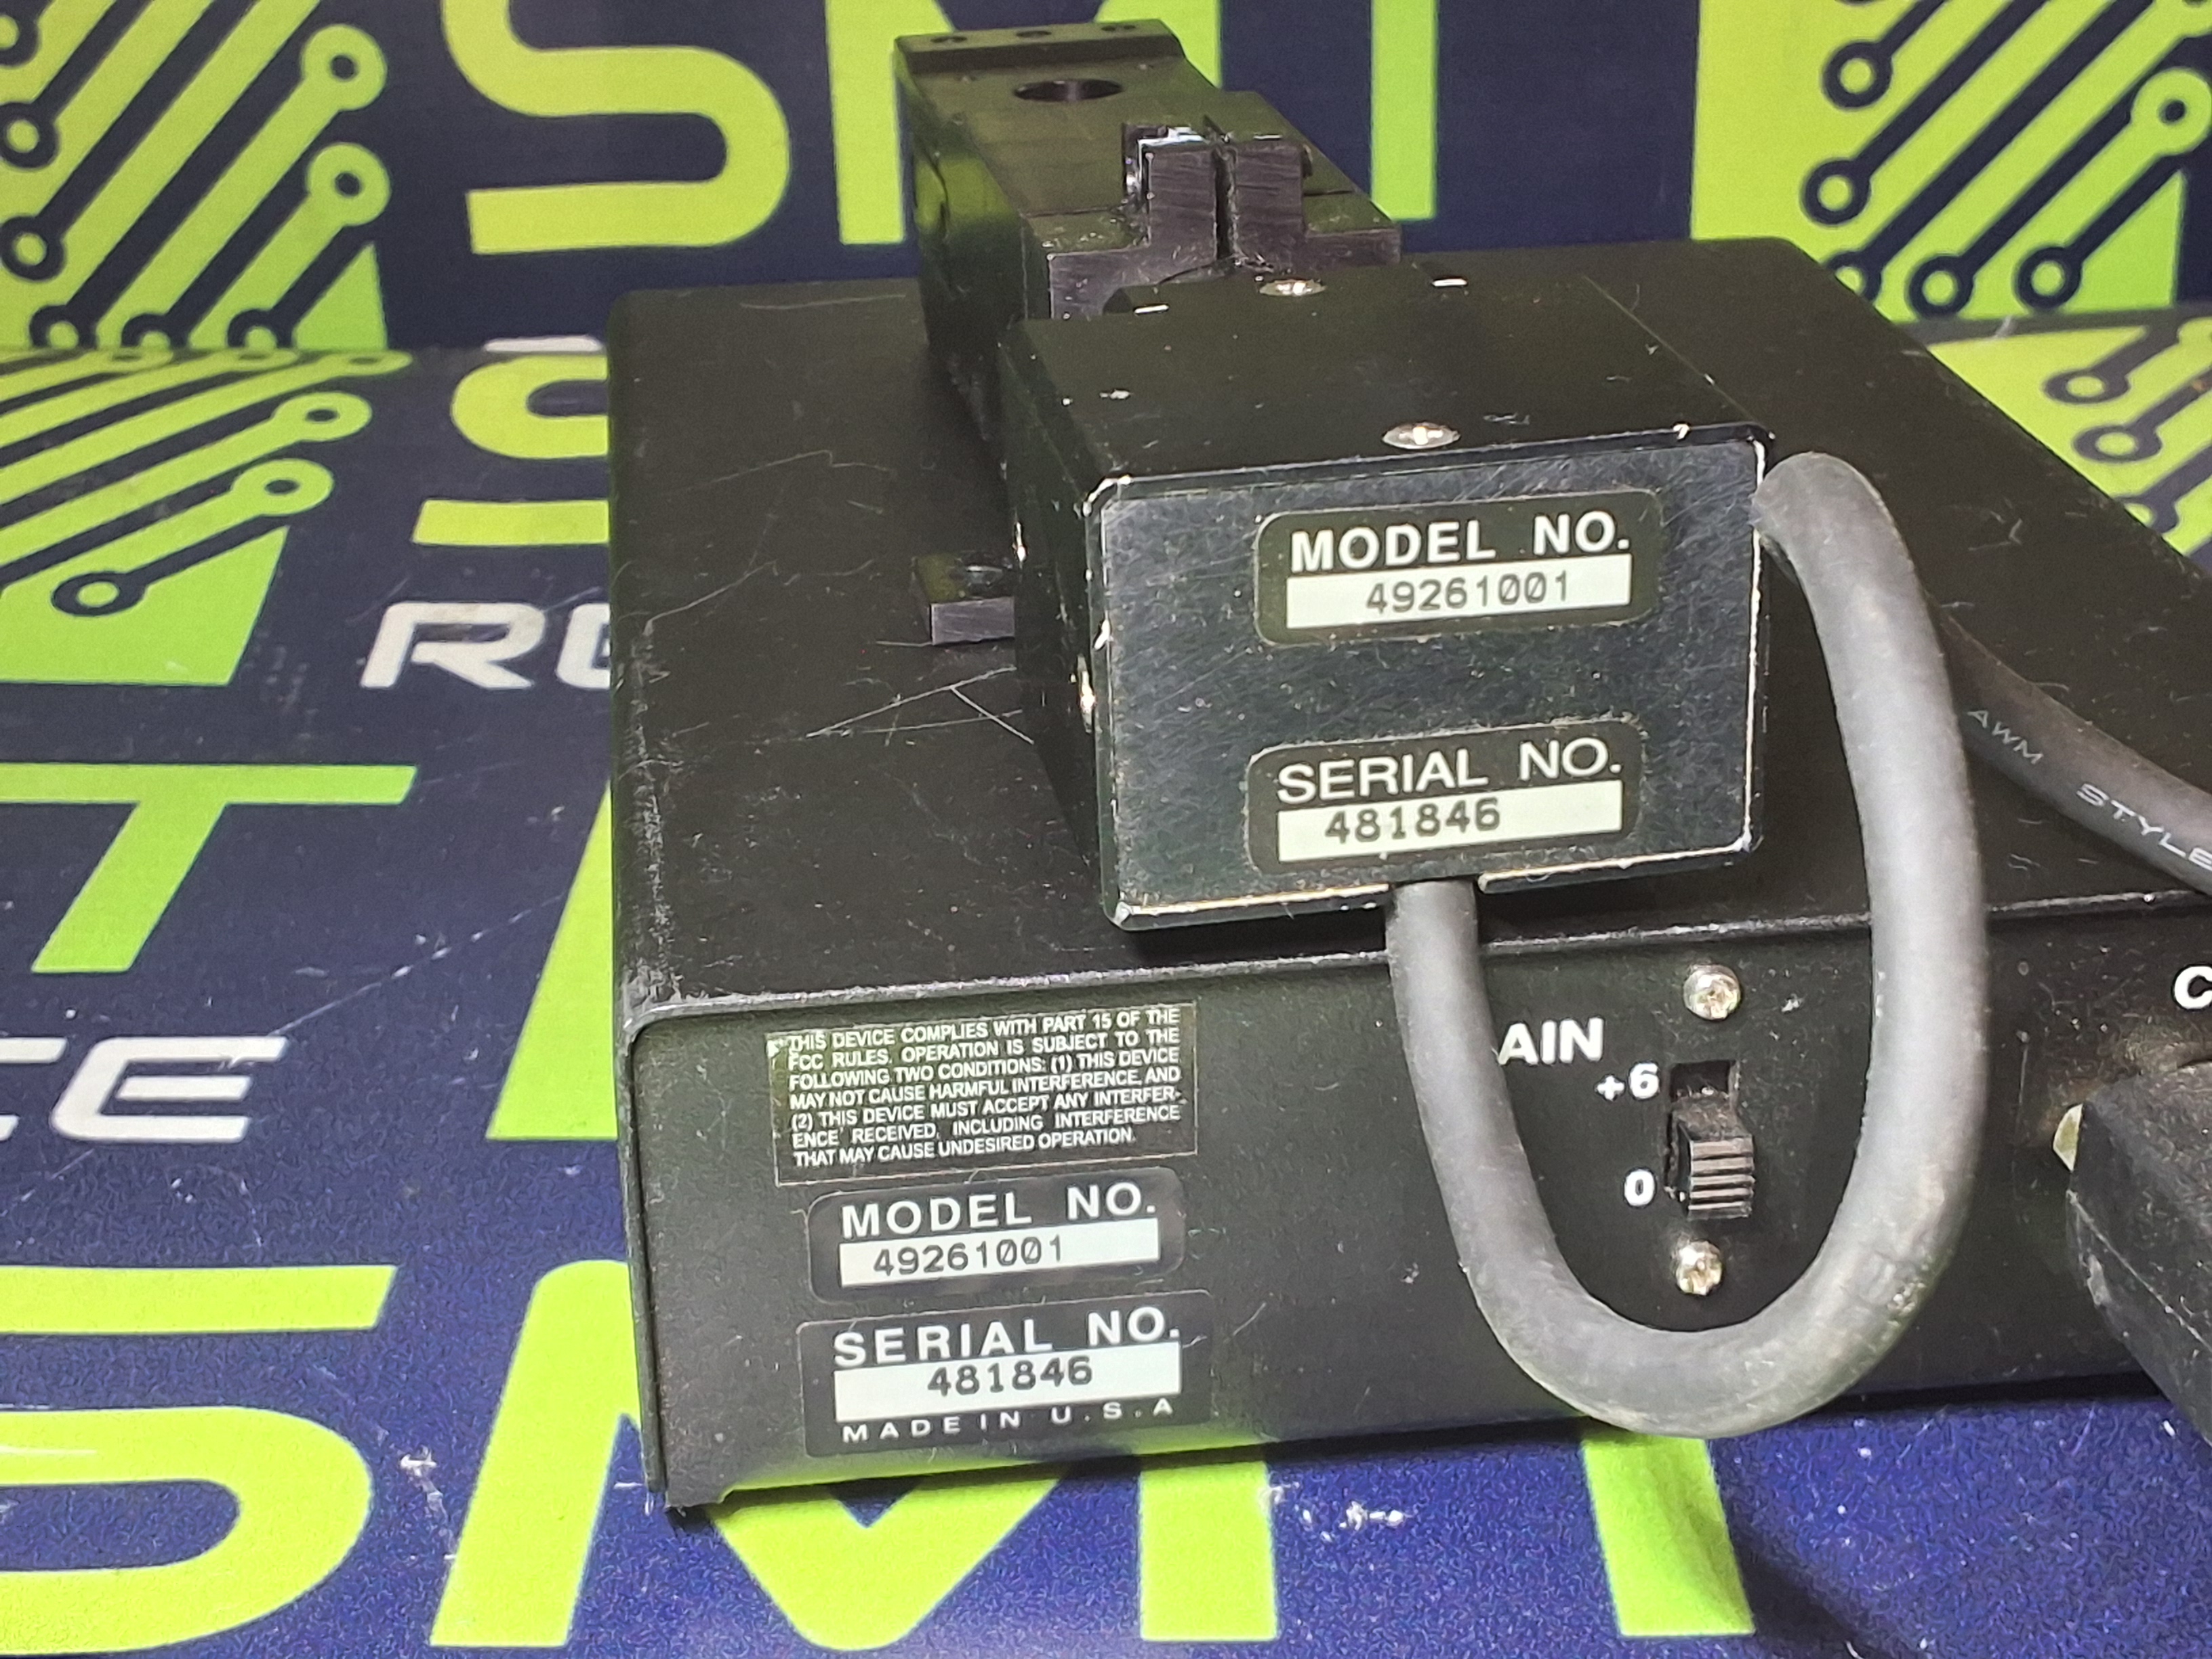 SMT
MODEL NO.
49261001
SERIAL NO.
481846
AWM STYLE
THIS DEVICE COMPLIES WITH PART 15 OF THE
FCC RULES. OPERATION IS SUBJECT TO THE
FOLLOWING TWO CONDITIONS: (1) THIS DEVICE
MAY NOT CAUSE HARMFUL INTERFERENCE, AND
(2) THIS DEVICE MUST ACCEPT ANY INTERFER-
ENCE RECEIVED, INCLUDING INTERFERENCE
THAT MAY CAUSE UNDESIRED OPERATION.
MODEL NO.
49261001
SERIAL NO.
481846
MADE IN U.S.A
AIN
+6
0
SMT